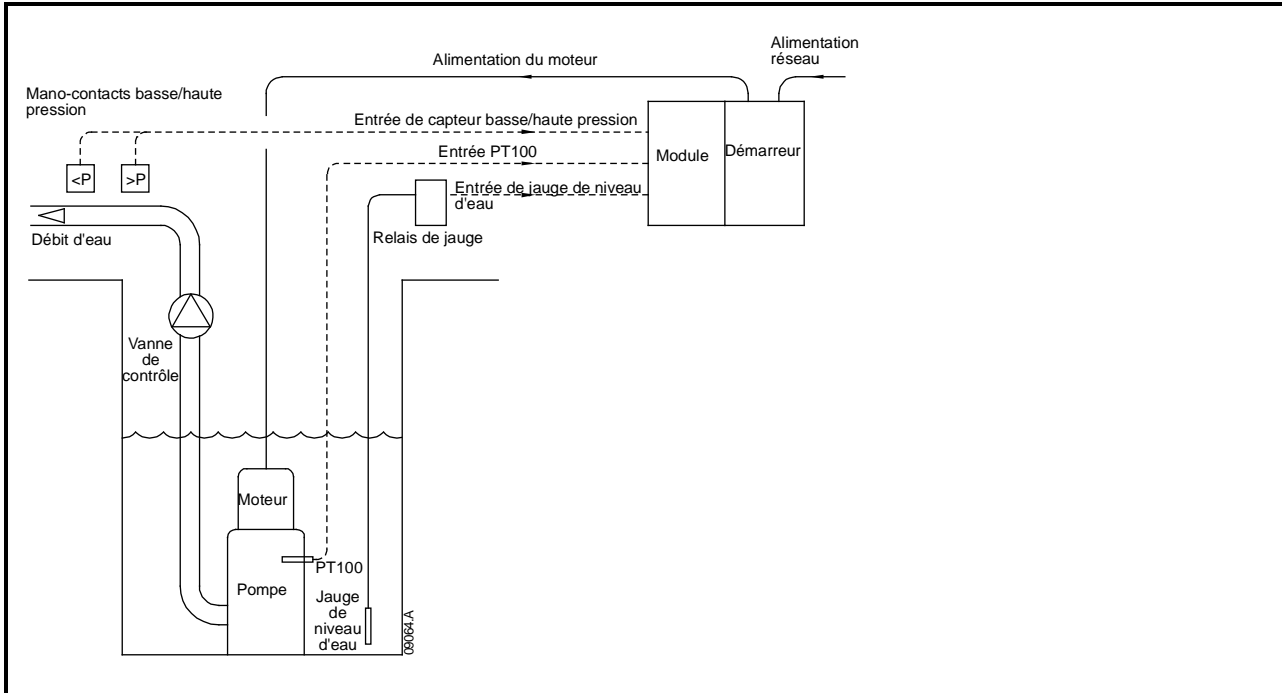 Alimentation
réseau
Alimentation du moteur
Mano-contacts basse/haute
pression
Entrée de capteur basse/haute pression
Entrée PT100
Module
Démarreur
<P
>P
Entrée de jauge de niveau
d'eau
Débit d'eau
Relais de jauge
Vanne
de
contrôle
Moteur
PT100
Pompe
Jauge
de
niveau
d'eau
09064.A